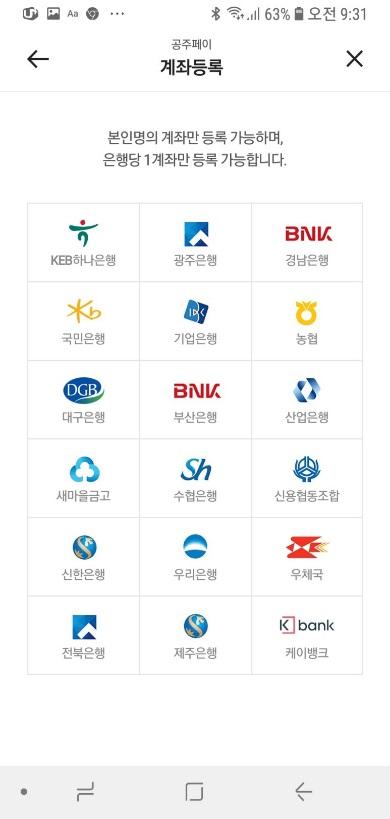 Aa ··· 63% 오전 9:31
공주페이
계좌등록
본인명의 계좌만 등록 가능하며,
은행당 1계좌만 등록 가능합니다.
BNK
KEB하나은행 광주은행 경남은행
Kb IBK
국민은행 기업은행 농협
DGB BNK
대구은행 부산은행 산업은행
Sh
새마을금고 수협은행 신용협동조합
신한은행 우리은행 우체국
K bank
전북은행 제주은행 케이뱅크